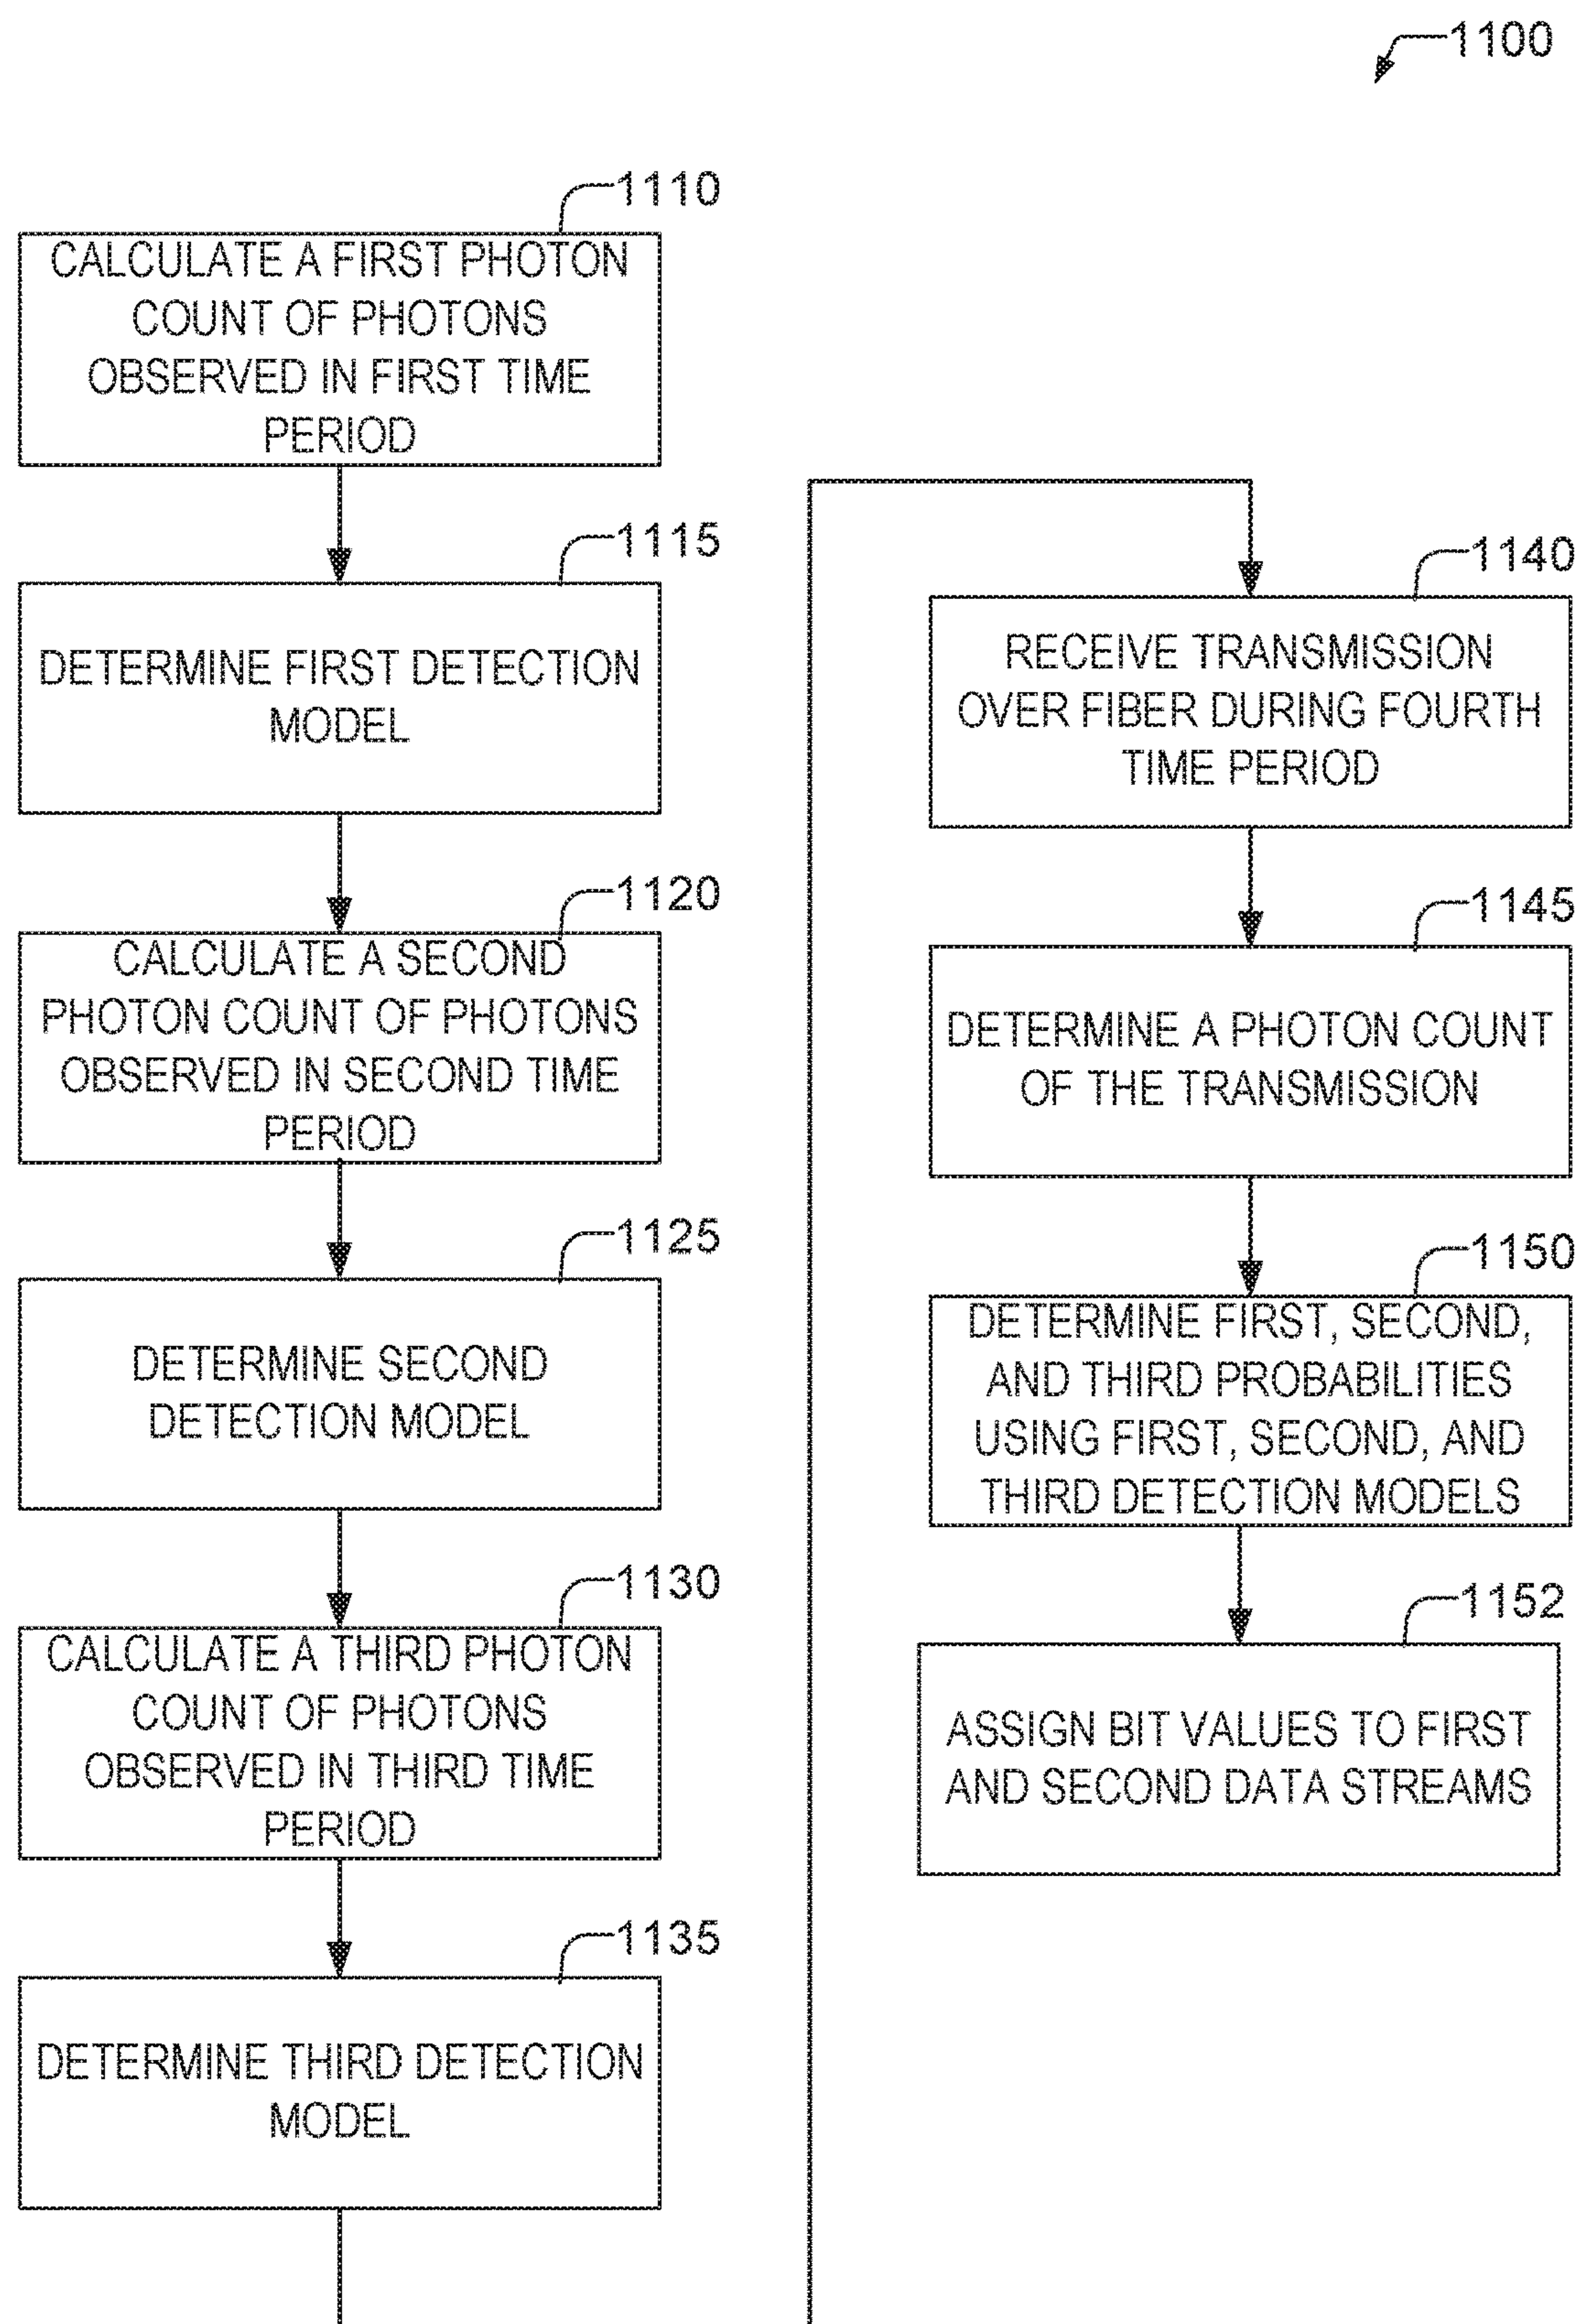 1100
1110
CALCULATE A FIRST PHOTON
COUNT OF PHOTONS
OBSERVED IN FIRST TIME
PERIOD
1115
DETERMINE FIRST DETECTION
MODEL
1120
CALCULATE A SECOND
PHOTON COUNT OF PHOTONS
OBSERVED IN SECOND TIME
PERIOD
1125
DETERMINE SECOND
DETECTION MODEL
1130
CALCULATE A THIRD PHOTON
COUNT OF PHOTONS
OBSERVED IN THIRD TIME
PERIOD
1135
DETERMINE THIRD DETECTION
MODEL
1140
RECEIVE TRANSMISSION
OVER FIBER DURING FOURTH
TIME PERIOD
1145
DETERMINE A PHOTON COUNT
OF THE TRANSMISSION
1150
DETERMINE FIRST, SECOND,
AND THIRD PROBABILITIES
USING FIRST, SECOND, AND
THIRD DETECTION MODELS
1152
ASSIGN BIT VALUES TO FIRST
AND SECOND DATA STREAMS